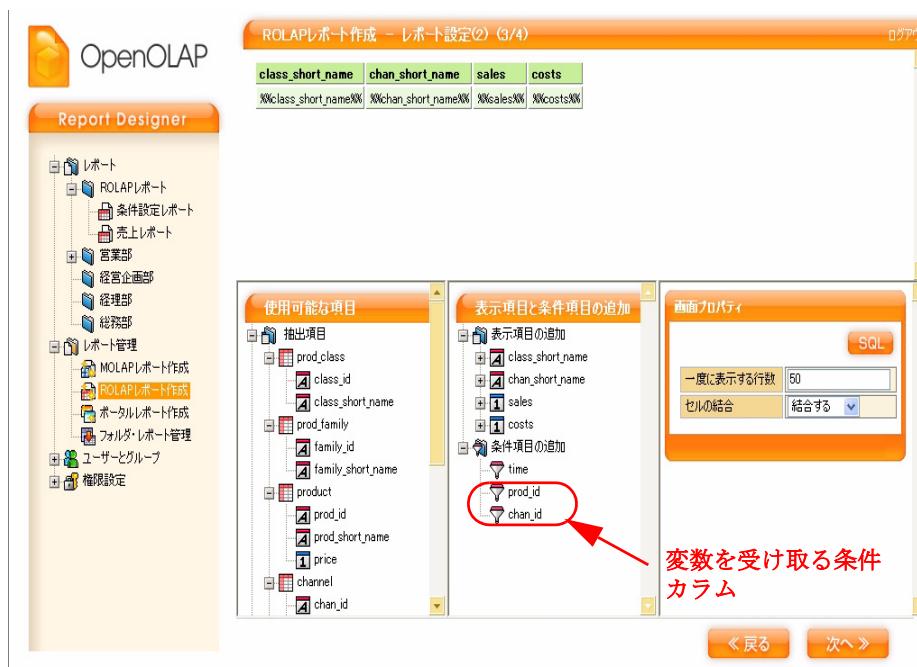 OpenOLAP
Report Designer
レポート
ROLAPレポート
条件設定レポート
売上レポート
営業部
経営企画部
経理部
総務部
レポート管理
MOLAPレポート作成
ROLAPレポート作成
ポータルレポート作成
フォルダ・レポート管理
ユーザーとグループ
権限設定
ROLAPレポート作成 － レポート設定(2) (3/4)
class_short_name chan_short_name sales costs
%%class_short_name%% %%chan_short_name%% %%sales%% %%costs%%
使用可能な項目
抽出項目
prod_class
class_id
class_short_name
prod_family
family_id
family_short_name
product
prod_id
prod_short_name
price
channel
chan_id
表示項目と条件項目の追加
表示項目の追加
class_short_name
chan_short_name
sales
costs
条件項目の追加
time
prod_id
chan_id
画面プロパティ
SQL
一度に表示する行数 50
セルの結合 結合する
変数を受け取る条件
カラム
≪戻る 次へ≫